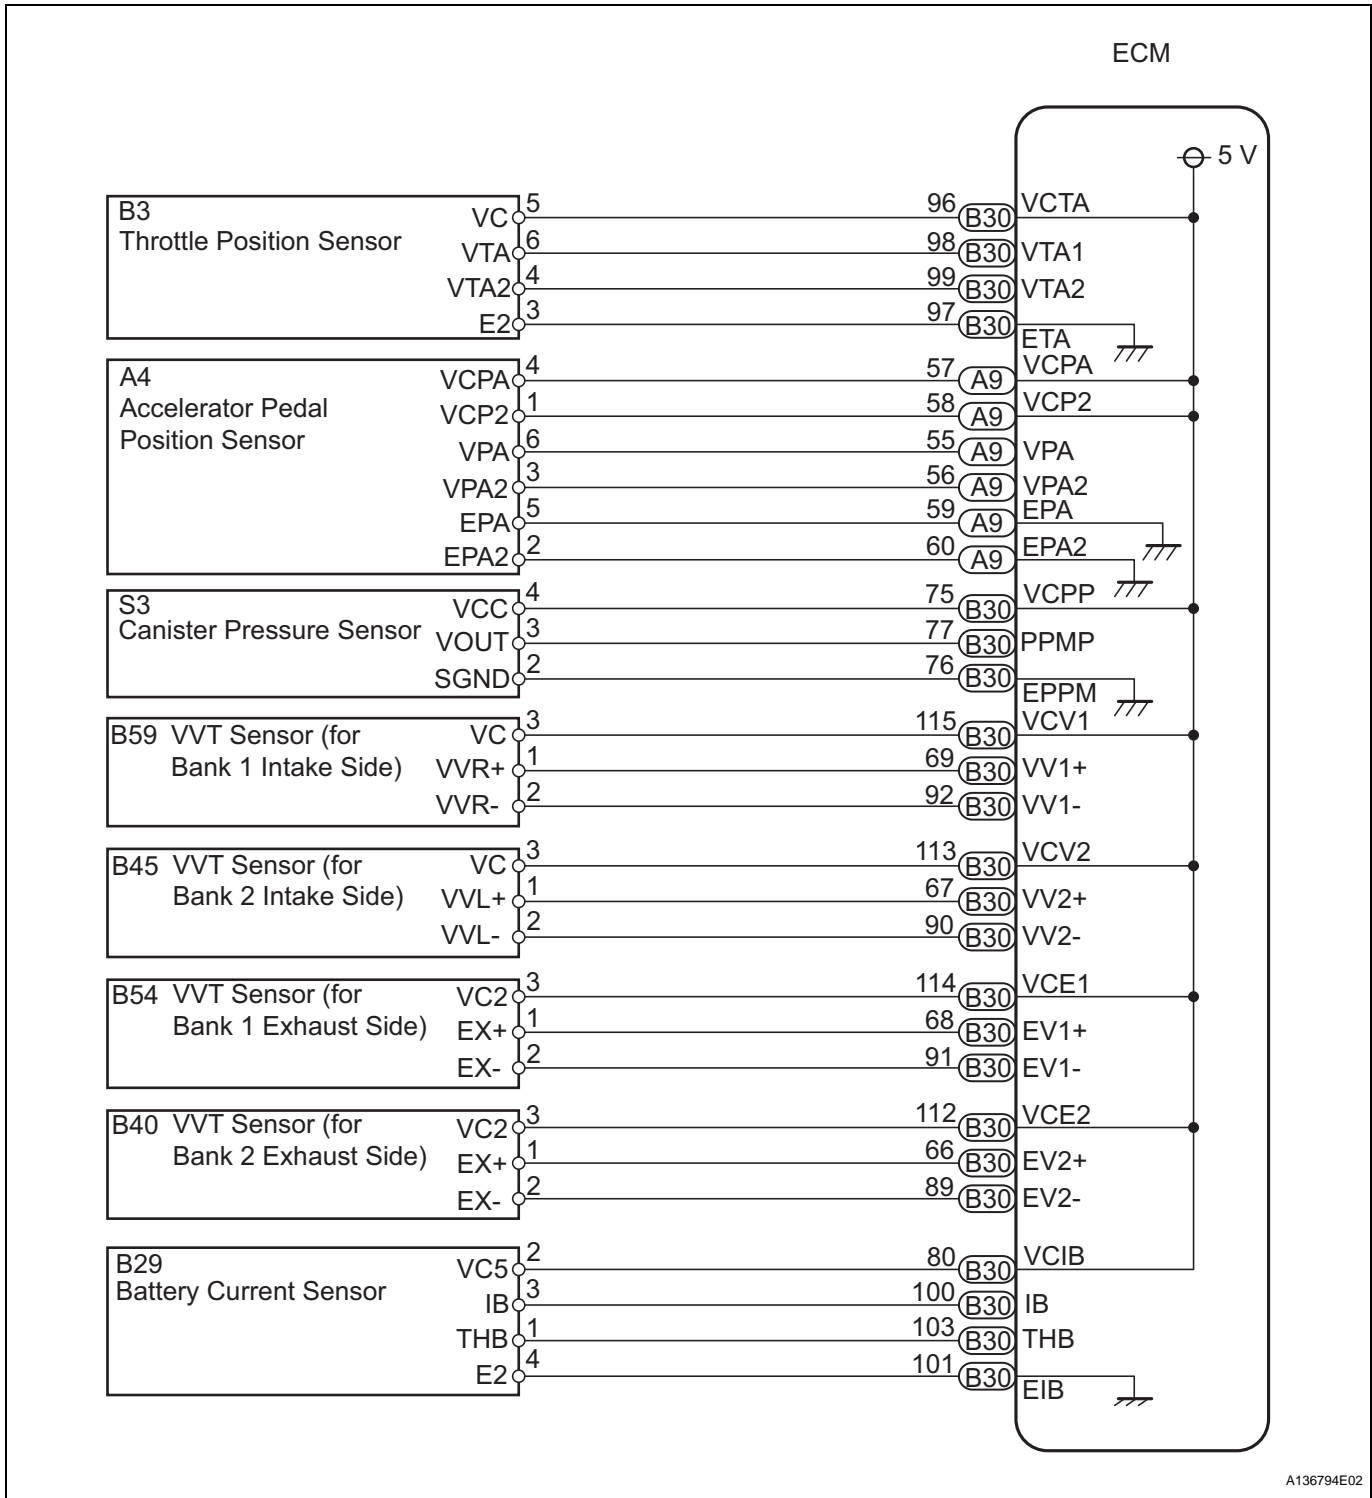 ECM
5 V
B3
Throttle Position Sensor
VC 5 96 B30 VCTA
VTA 6 98 B30 VTA1
VTA2 4 99 B30 VTA2
E2 3 97 B30 ETA
A4
Accelerator Pedal
Position Sensor
VCPA 4 57 A9 VCPA
VCP2 1 58 A9 VCP2
VPA 6 55 A9 VPA
VPA2 3 56 A9 VPA2
EPA 5 59 A9 EPA
EPA2 2 60 A9 EPA2
S3
Canister Pressure Sensor
VCC 4 75 B30 VCPP
VOUT 3 77 B30 PPMP
SGND 2 76 B30 EPPM
B59 VVT Sensor (for
Bank 1 Intake Side)
VC 3 115 B30 VCV1
VVR+ 1 69 B30 VV1+
VVR- 2 92 B30 VV1-
B45 VVT Sensor (for
Bank 2 Intake Side)
VC 3 113 B30 VCV2
VVL+ 1 67 B30 VV2+
VVL- 2 90 B30 VV2-
B54 VVT Sensor (for
Bank 1 Exhaust Side)
VC2 3 114 B30 VCE1
EX+ 1 68 B30 EV1+
EX- 2 91 B30 EV1-
B40 VVT Sensor (for
Bank 2 Exhaust Side)
VC2 3 112 B30 VCE2
EX+ 1 66 B30 EV2+
EX- 2 89 B30 EV2-
B29
Battery Current Sensor
VC5 2 80 B30 VCIB
IB 3 100 B30 IB
THB 1 103 B30 THB
E2 4 101 B30 EIB
A136794E02